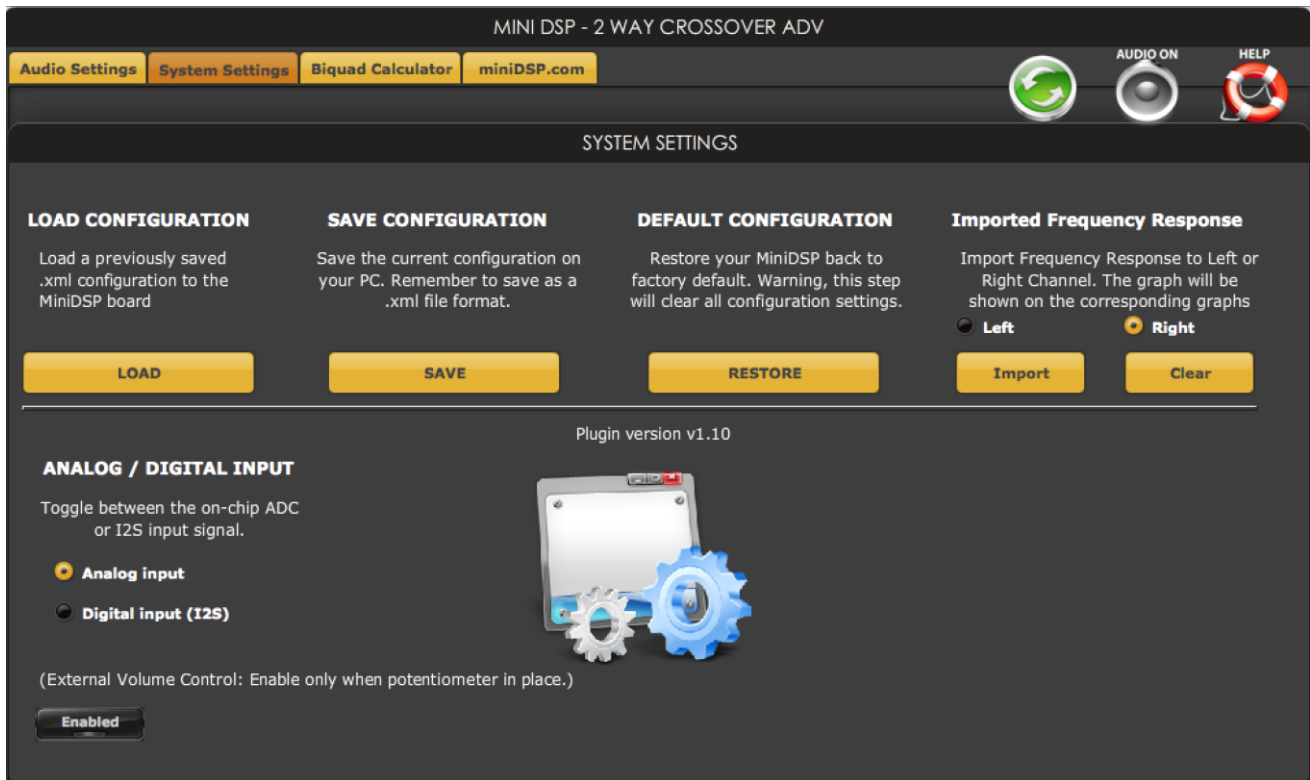 MINI DSP - 2 WAY CROSSOVER ADV
Audio Settings
System Settings
Biquad Calculator
miniDSP.com
AUDIO ON
HELP
SYSTEM SETTINGS
LOAD CONFIGURATION
Load a previously saved
.xml configuration to the
MiniDSP board
LOAD
SAVE CONFIGURATION
Save the current configuration on
your PC. Remember to save as a
.xml file format.
SAVE
DEFAULT CONFIGURATION
Restore your MiniDSP back to
factory default. Warning, this step
will clear all configuration settings.
RESTORE
Imported Frequency Response
Import Frequency Response to Left or
Right Channel. The graph will be
shown on the corresponding graphs
Left
Right
Import
Clear
Plugin version v1.10
ANALOG / DIGITAL INPUT
Toggle between the on-chip ADC
or I2S input signal.
Analog input
Digital input (I2S)
(External Volume Control: Enable only when potentiometer in place.)
Enabled